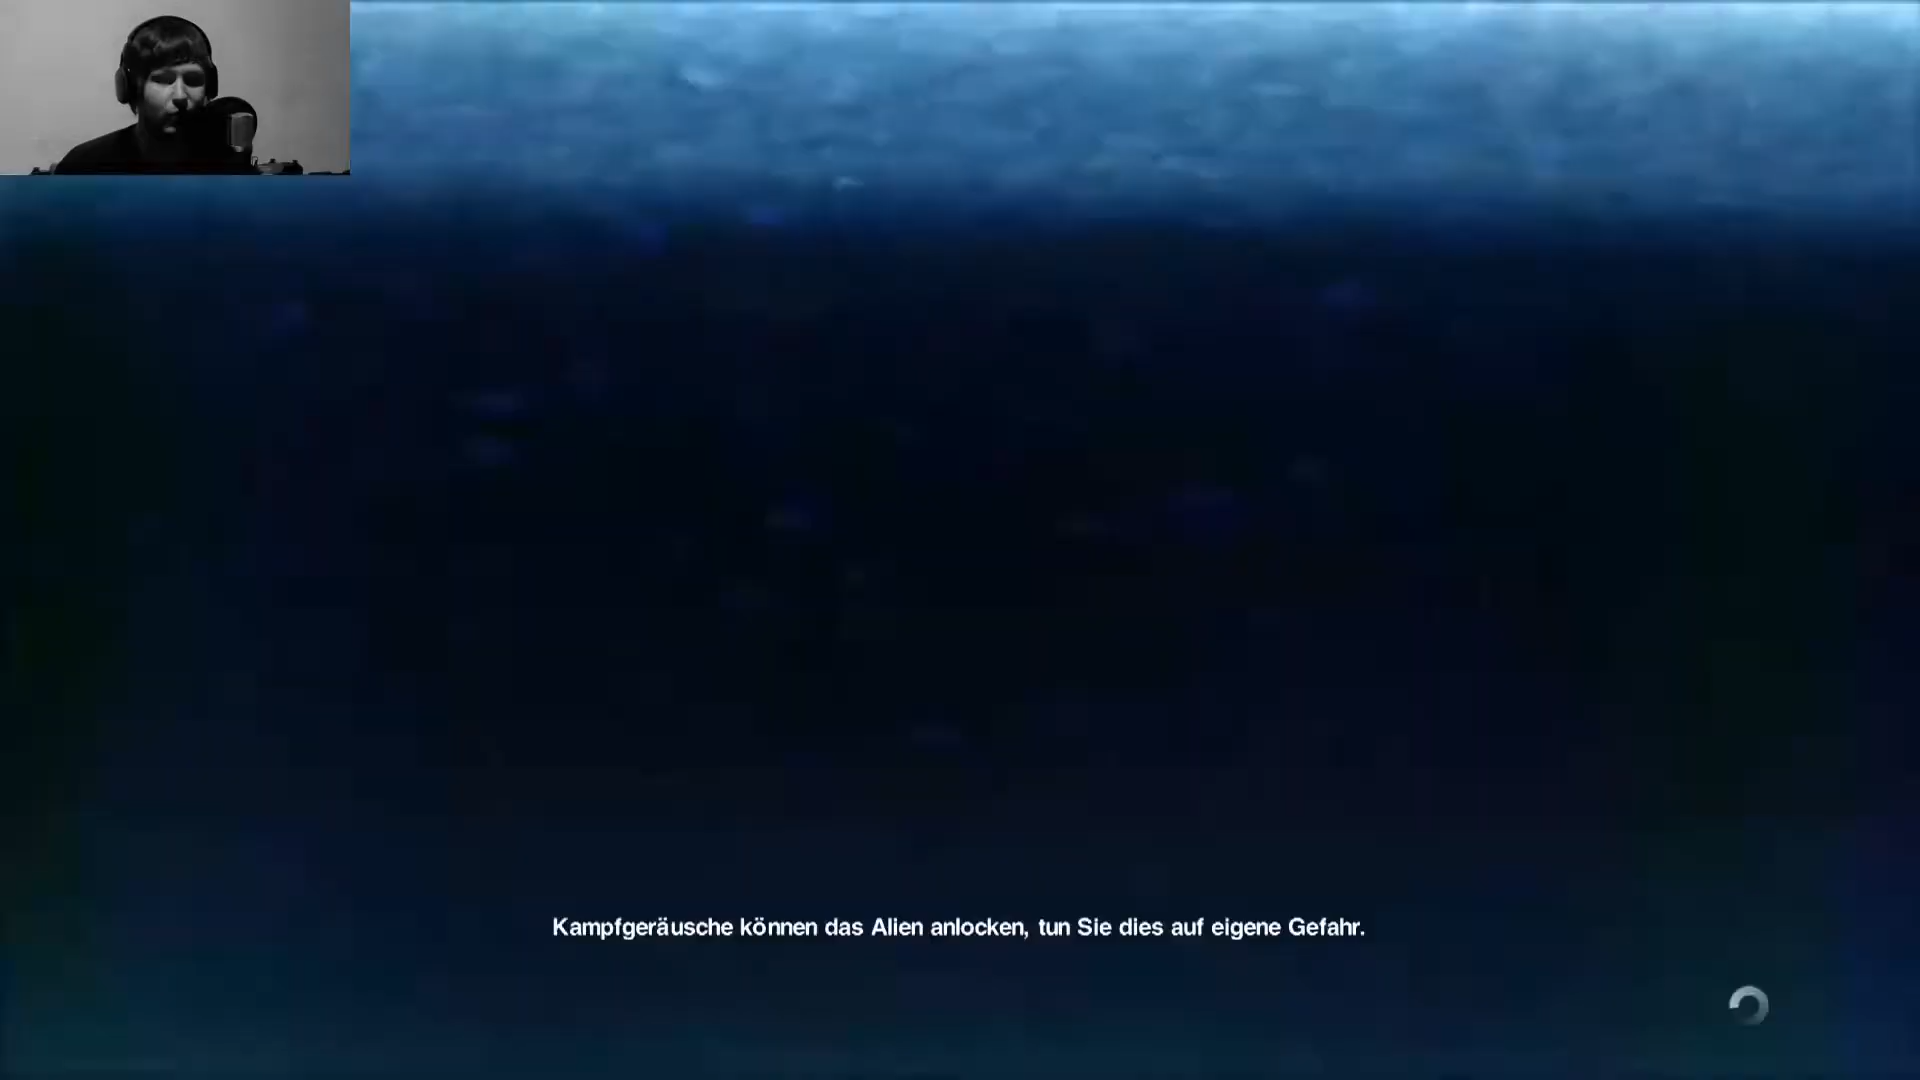 Kampfgeräusche können das Alien anlocken, tun Sie dies auf eigene Gefahr.